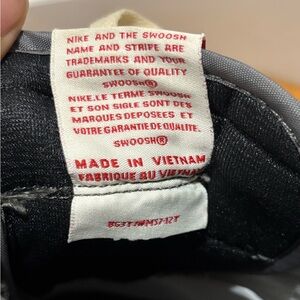 NIKE AND THE SWOOSH
NAME AND STRIPE ARE
TRADEMARKS AND YOUR
GUARANTEE OF QUALITY
SWOOSH®
NIKE.LE TERME SWOOSH
ET SON SIGLE SONT DES
MARQUES DEPOSEES ET
VOTRE GARANTIE DE QUALITE.
SWOOSH®
MADE IN VIETNAM
FABRIQUE AU VIETNAM